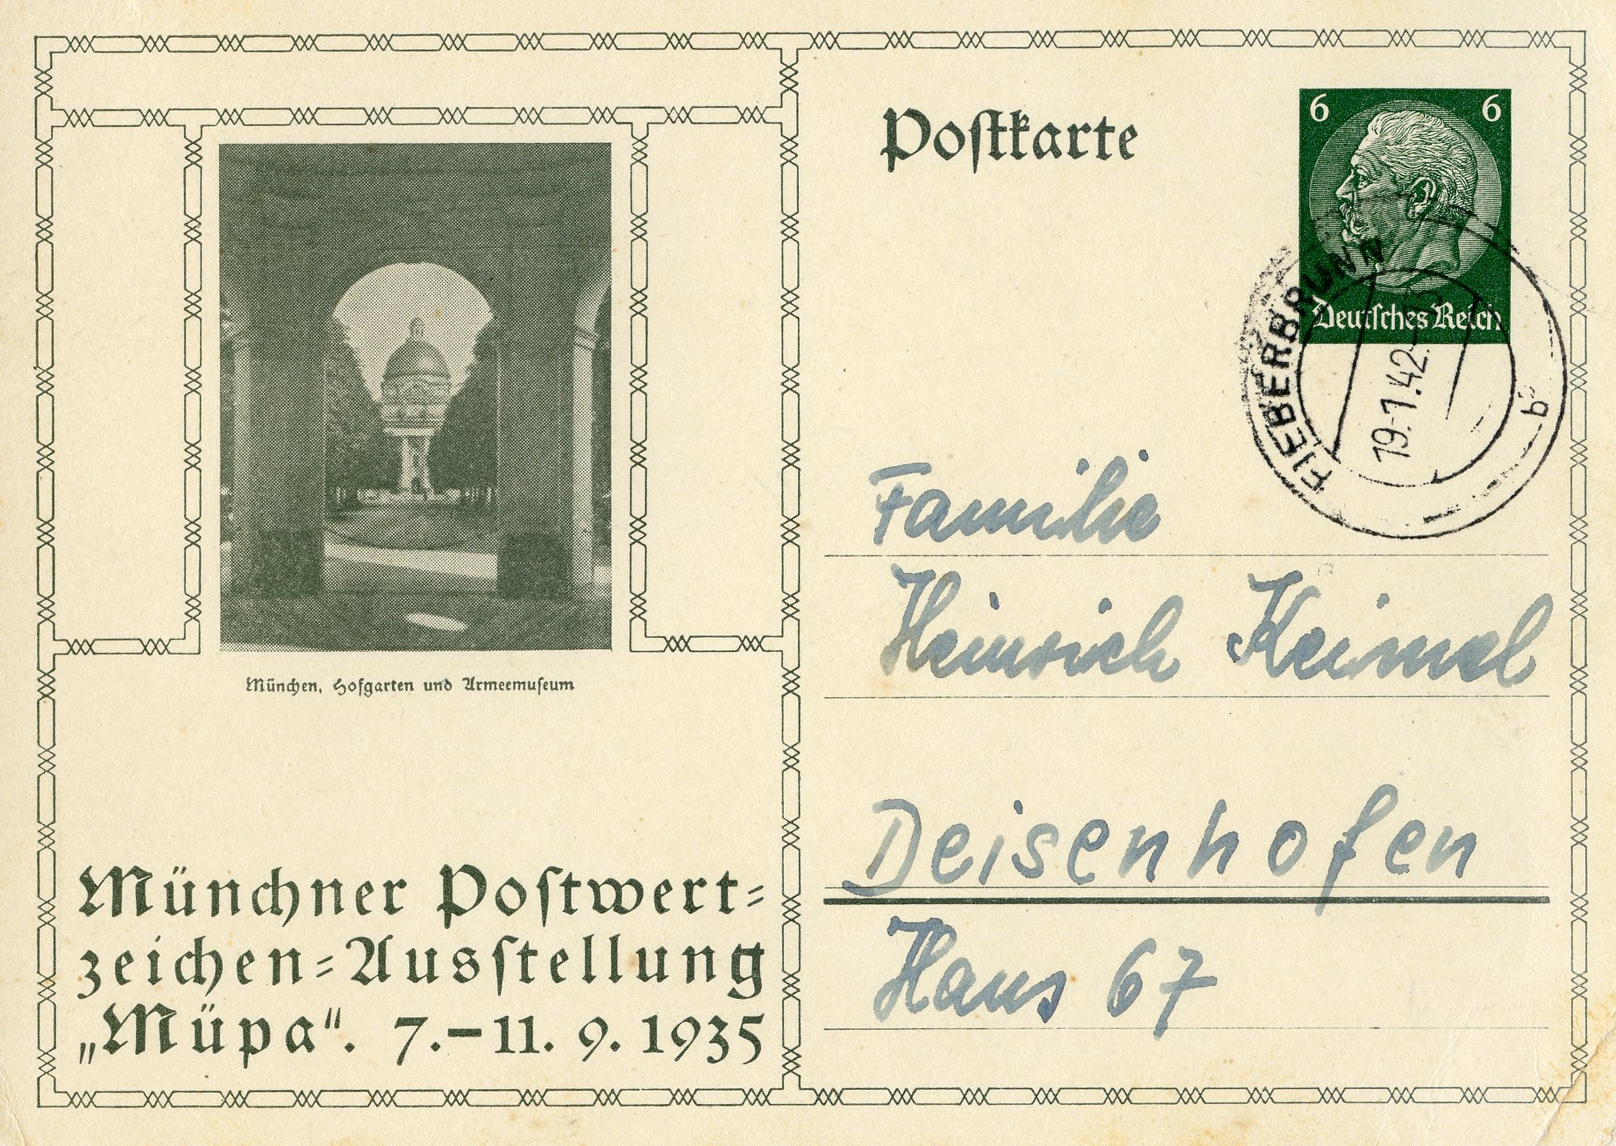 Postkarte
6 6
Deutsches Reich
FIEBERBRUNN
19.1.42.
b
München, Hofgarten und Armeemuseum
Münchner Postwert-
zeichen-Ausstellung
„Müpa“. 7.–11. 9. 1935
Familie
Heinrich Keimel
Deisenhofen
Haus 67